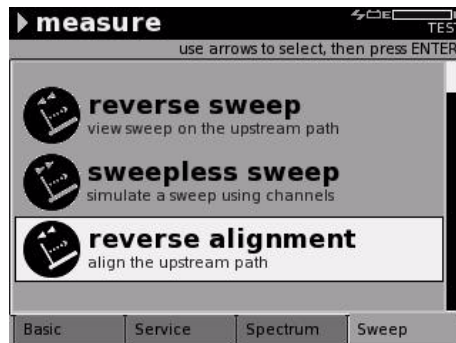 measure
E
TEST
use arrows to select, then press ENTER
reverse sweep
view sweep on the upstream path
sweepless sweep
simulate a sweep using channels
reverse alignment
align the upstream path
Basic Service Spectrum Sweep